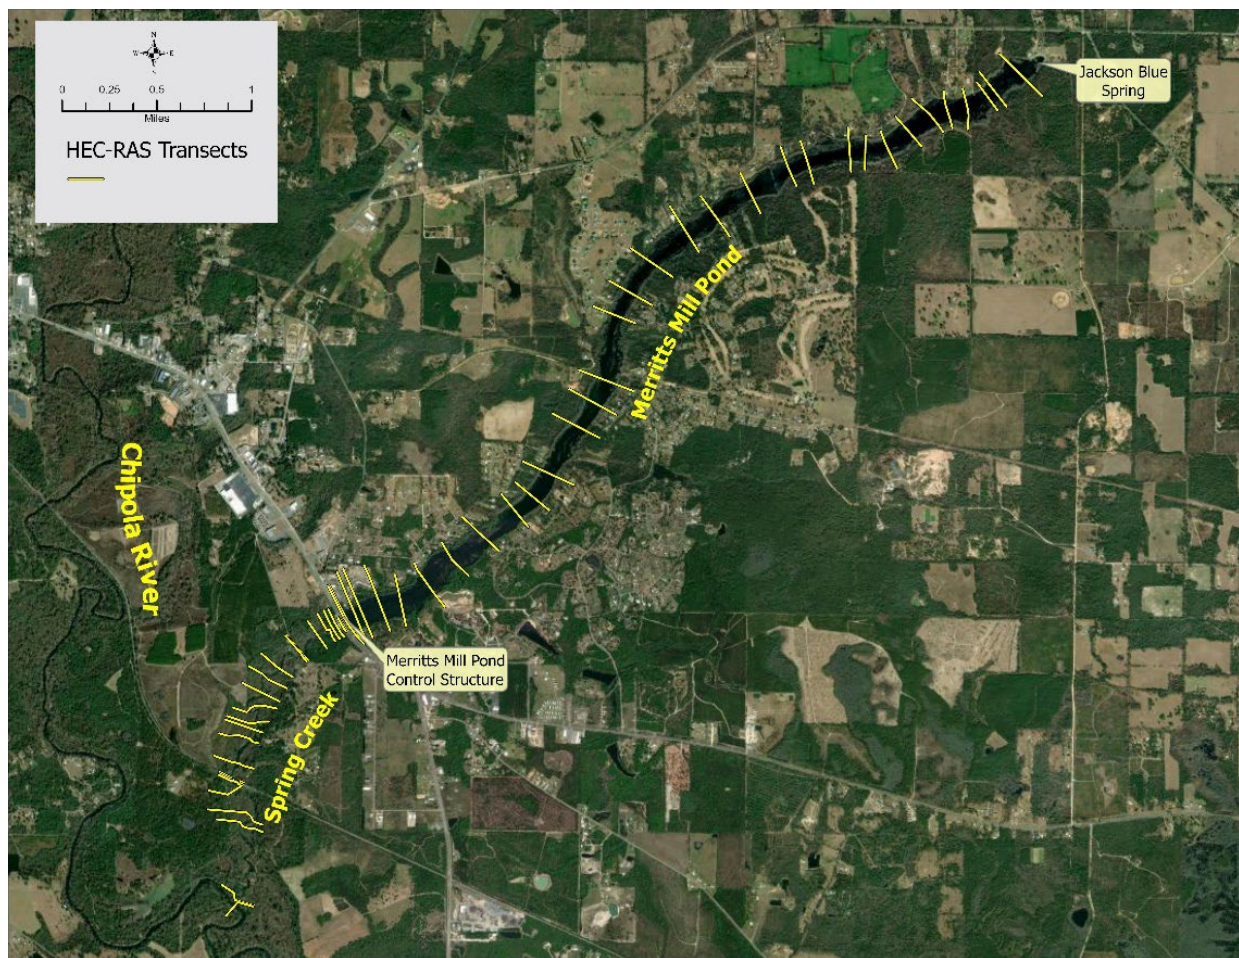 N
W E
S
0 0.25 0.5 1
Miles
HEC-RAS Transects
Jackson Blue
Spring
Merritts Mill Pond
Chipola River
Merritts Mill Pond
Control Structure
Spring Creek